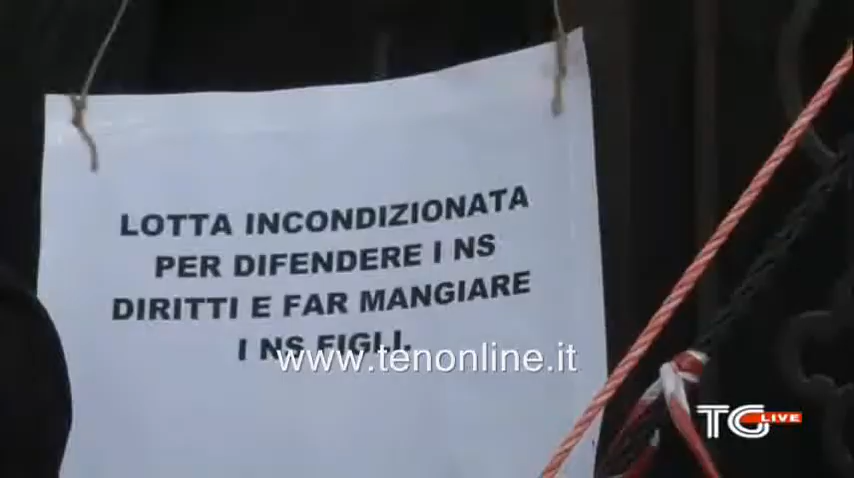 LOTTA INCONDIZIONATA
PER DIFENDERE I NS
DIRITTI E FAR MANGIARE
I NS FIGLI.
www.tenonline.it
TG LIVE